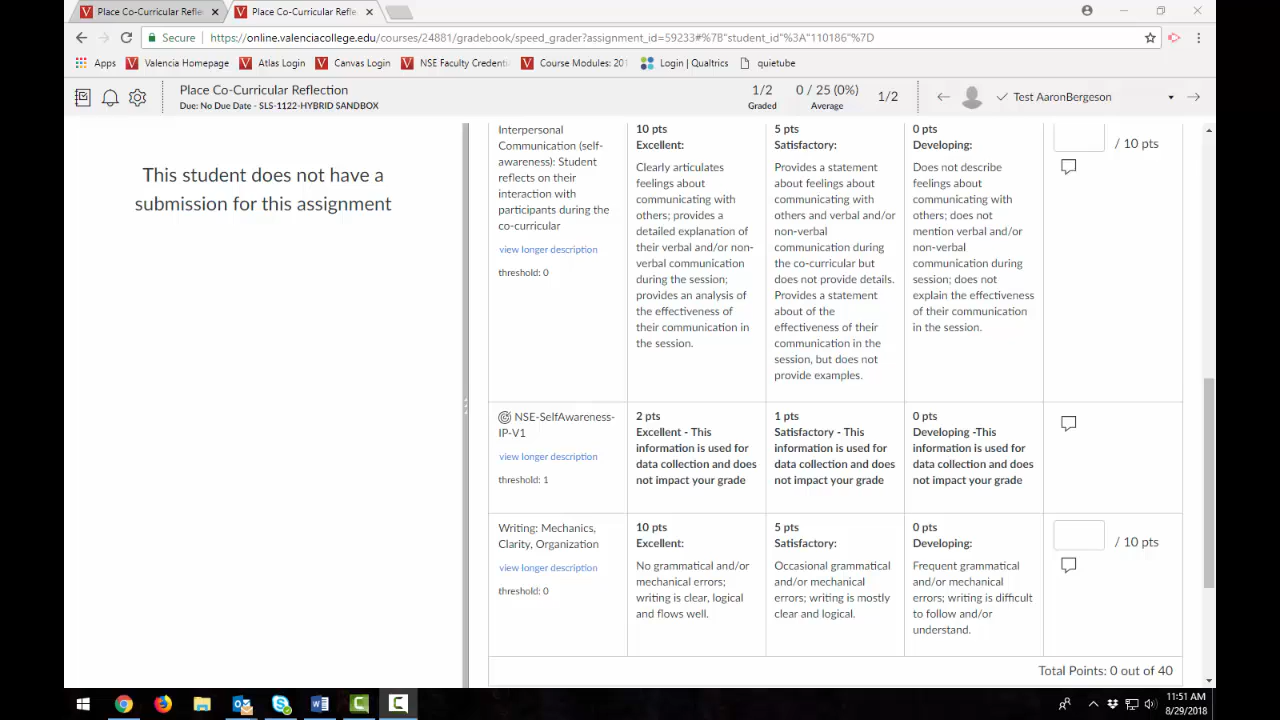 Place Co-Curricular Refle
Place Co-Curricular Refle
Secure
https://online.valenciacollege.edu/courses/24881/gradebook/speed_grader?assignment_id=59233#%7B"student_id"%3A"110186"%7D
Apps
Valencia Homepage
Atlas Login
Canvas Login
NSE Faculty Credenti
Course Modules: 201
Login | Qualtrics
quietube
Place Co-Curricular Reflection
Due: No Due Date - SLS-1122-HYBRID SANDBOX
1/2
Graded
0 / 25 (0%)
Average
1/2
Test AaronBergeson
This student does not have a
submission for this assignment
Interpersonal
Communication (self-
awareness): Student
reflects on their
interaction with
participants during the
co-curricular
view longer description
threshold: 0
10 pts
Excellent:
Clearly articulates
feelings about
communicating with
others; provides a
detailed explanation of
their verbal and/or non-
verbal communication
during the session;
provides an analysis of
the effectiveness of
their communication in
the session.
5 pts
Satisfactory:
Provides a statement
about feelings about
communicating with
others and verbal and/or
non-verbal
communication during
the co-curricular but
does not provide details.
Provides a statement
about of the
effectiveness of their
communication in the
session, but does not
provide examples.
0 pts
Developing:
Does not describe
feelings about
communicating with
others; does not
mention verbal and/or
non-verbal
communication during
session; does not
explain the effectiveness
of their communication
in the session.
/ 10 pts
NSE-SelfAwareness-
IP-V1
view longer description
threshold: 1
2 pts
Excellent - This
information is used for
data collection and does
not impact your grade
1 pts
Satisfactory - This
information is used for
data collection and does
not impact your grade
0 pts
Developing -This
information is used for
data collection and does
not impact your grade
Writing: Mechanics,
Clarity, Organization
view longer description
threshold: 0
10 pts
Excellent:
No grammatical and/or
mechanical errors;
writing is clear, logical
and flows well.
5 pts
Satisfactory:
Occasional grammatical
and/or mechanical
errors; writing is mostly
clear and logical.
0 pts
Developing:
Frequent grammatical
and/or mechanical
errors; writing is difficult
to follow and/or
understand.
/ 10 pts
Total Points: 0 out of 40
11:51 AM
8/29/2018